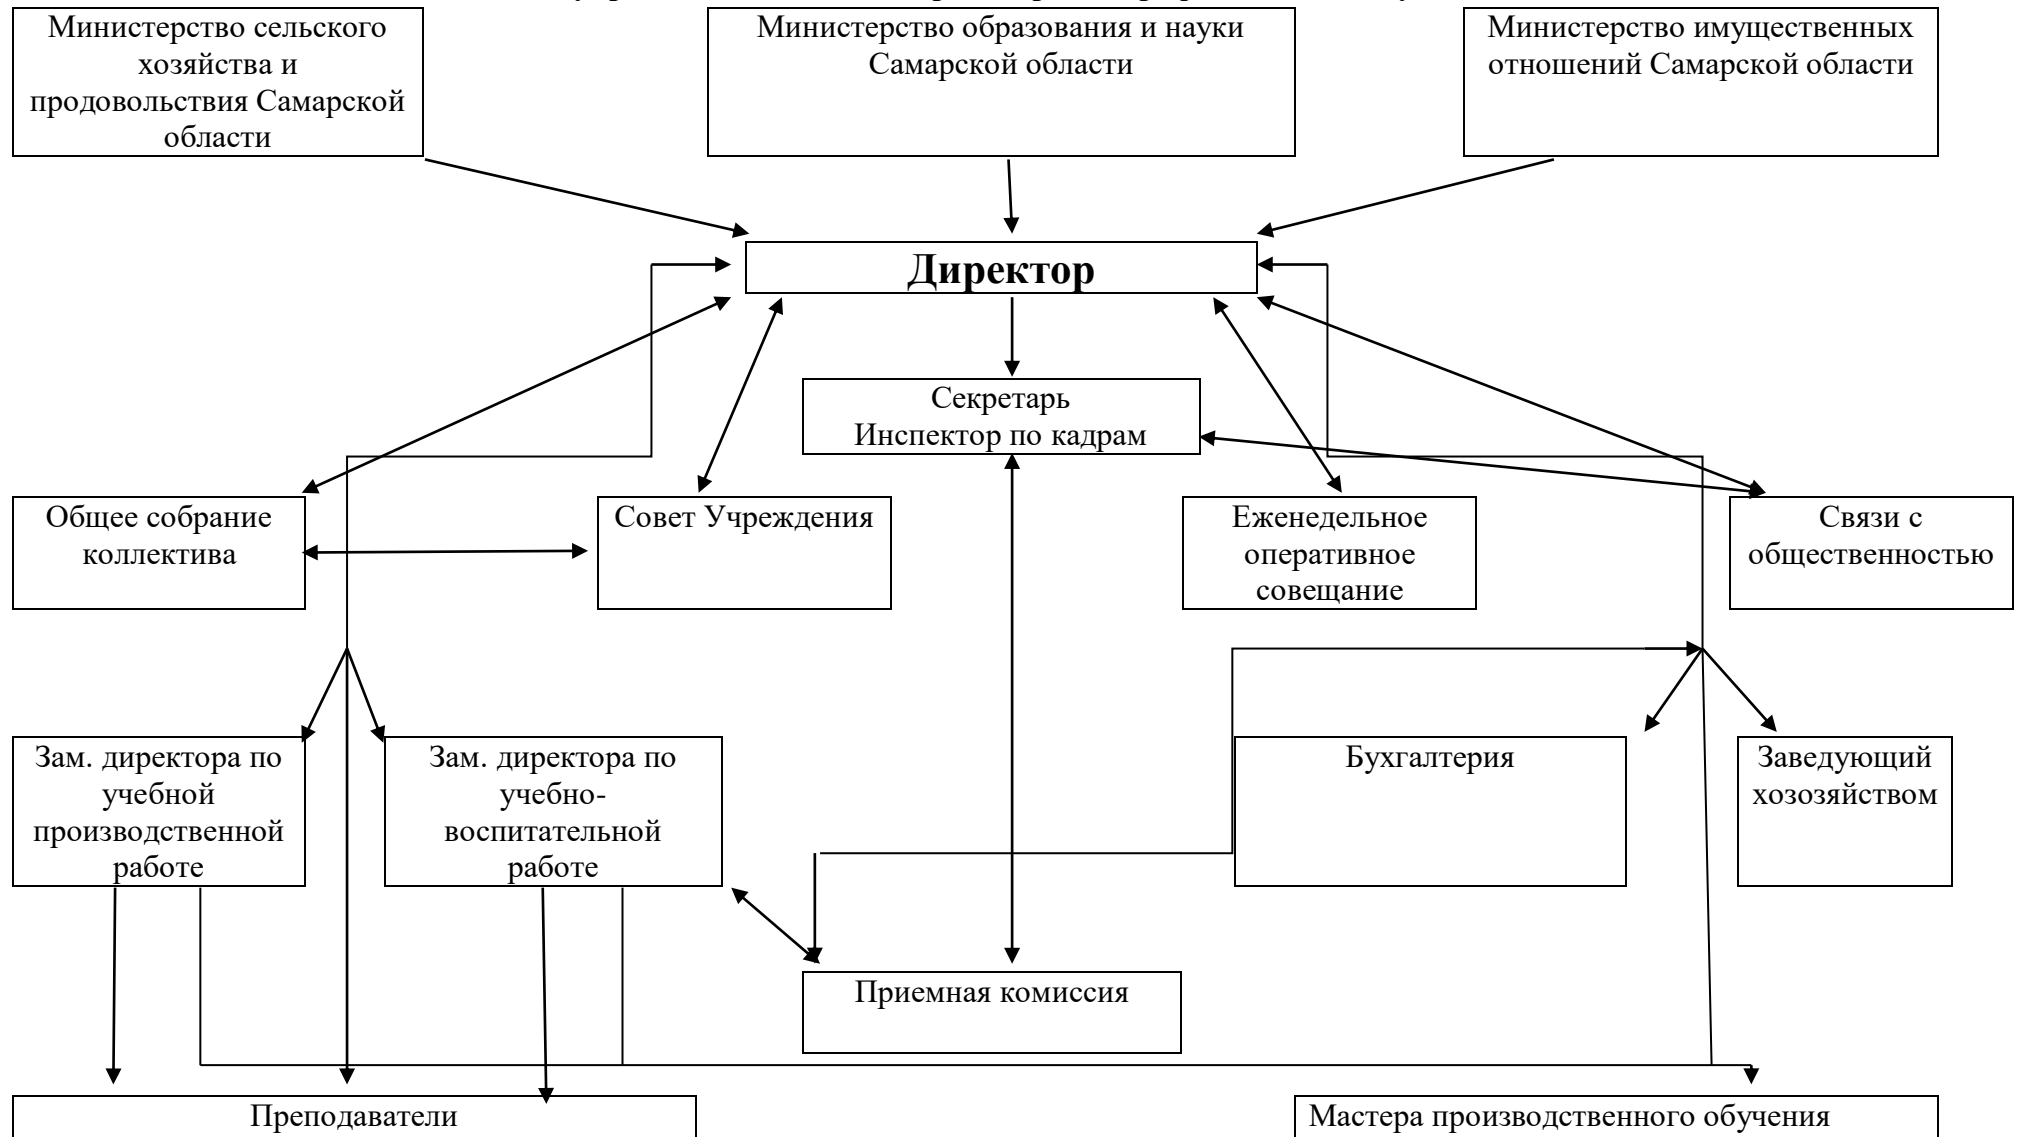 Министерство сельского
хозяйства и
продовольствия Самарской
области
Министерство образования и науки
Самарской области
Министерство имущественных
отношений Самарской области
Директор
Секретарь
Инспектор по кадрам
Общее собрание
коллектива
Совет Учреждения
Еженедельное
оперативное
совещание
Связи с
общественностью
Зам. директора по
учебной
производственной
работе
Зам. директора по
учебно-
воспитательной
работе
Бухгалтерия
Заведующий
хозозяйством
Приемная комиссия
Преподаватели
Мастера производственного обучения